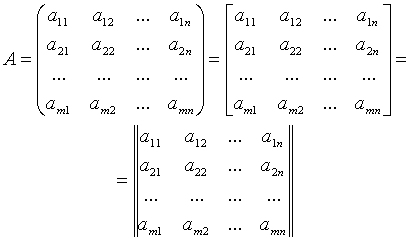 A = ( a₁₁ a₁₂ ... a₁ₙ ) = [ a₁₁ a₁₂ ... a₁ₙ ] =
a₂₁ a₂₂ ... a₂ₙ a₂₁ a₂₂ ... a₂ₙ
... ... ... ... ... ... ... ...
aₘ₁ aₘ₂ ... aₘₙ aₘ₁ aₘ₂ ... aₘₙ
= ‖ a₁₁ a₁₂ ... a₁ₙ ‖
a₂₁ a₂₂ ... a₂ₙ
... ... ... ...
aₘ₁ aₘ₂ ... aₘₙ